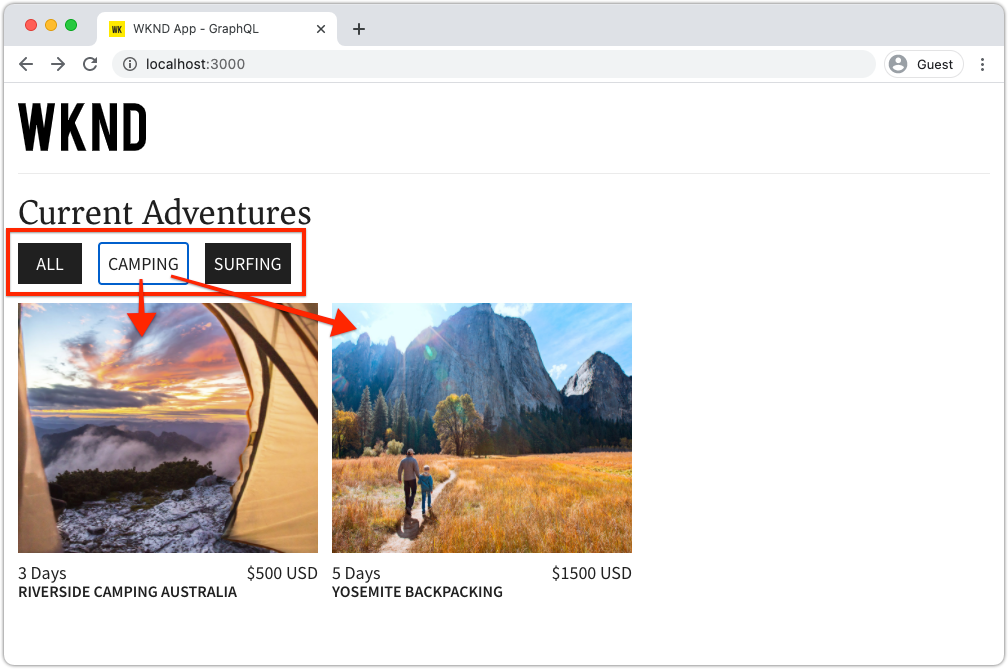 WK WKND App - GraphQL
localhost:3000 Guest
WKND
Current Adventures
ALL CAMPING SURFING
3 Days $500 USD 5 Days $1500 USD
RIVERSIDE CAMPING AUSTRALIA YOSEMITE BACKPACKING